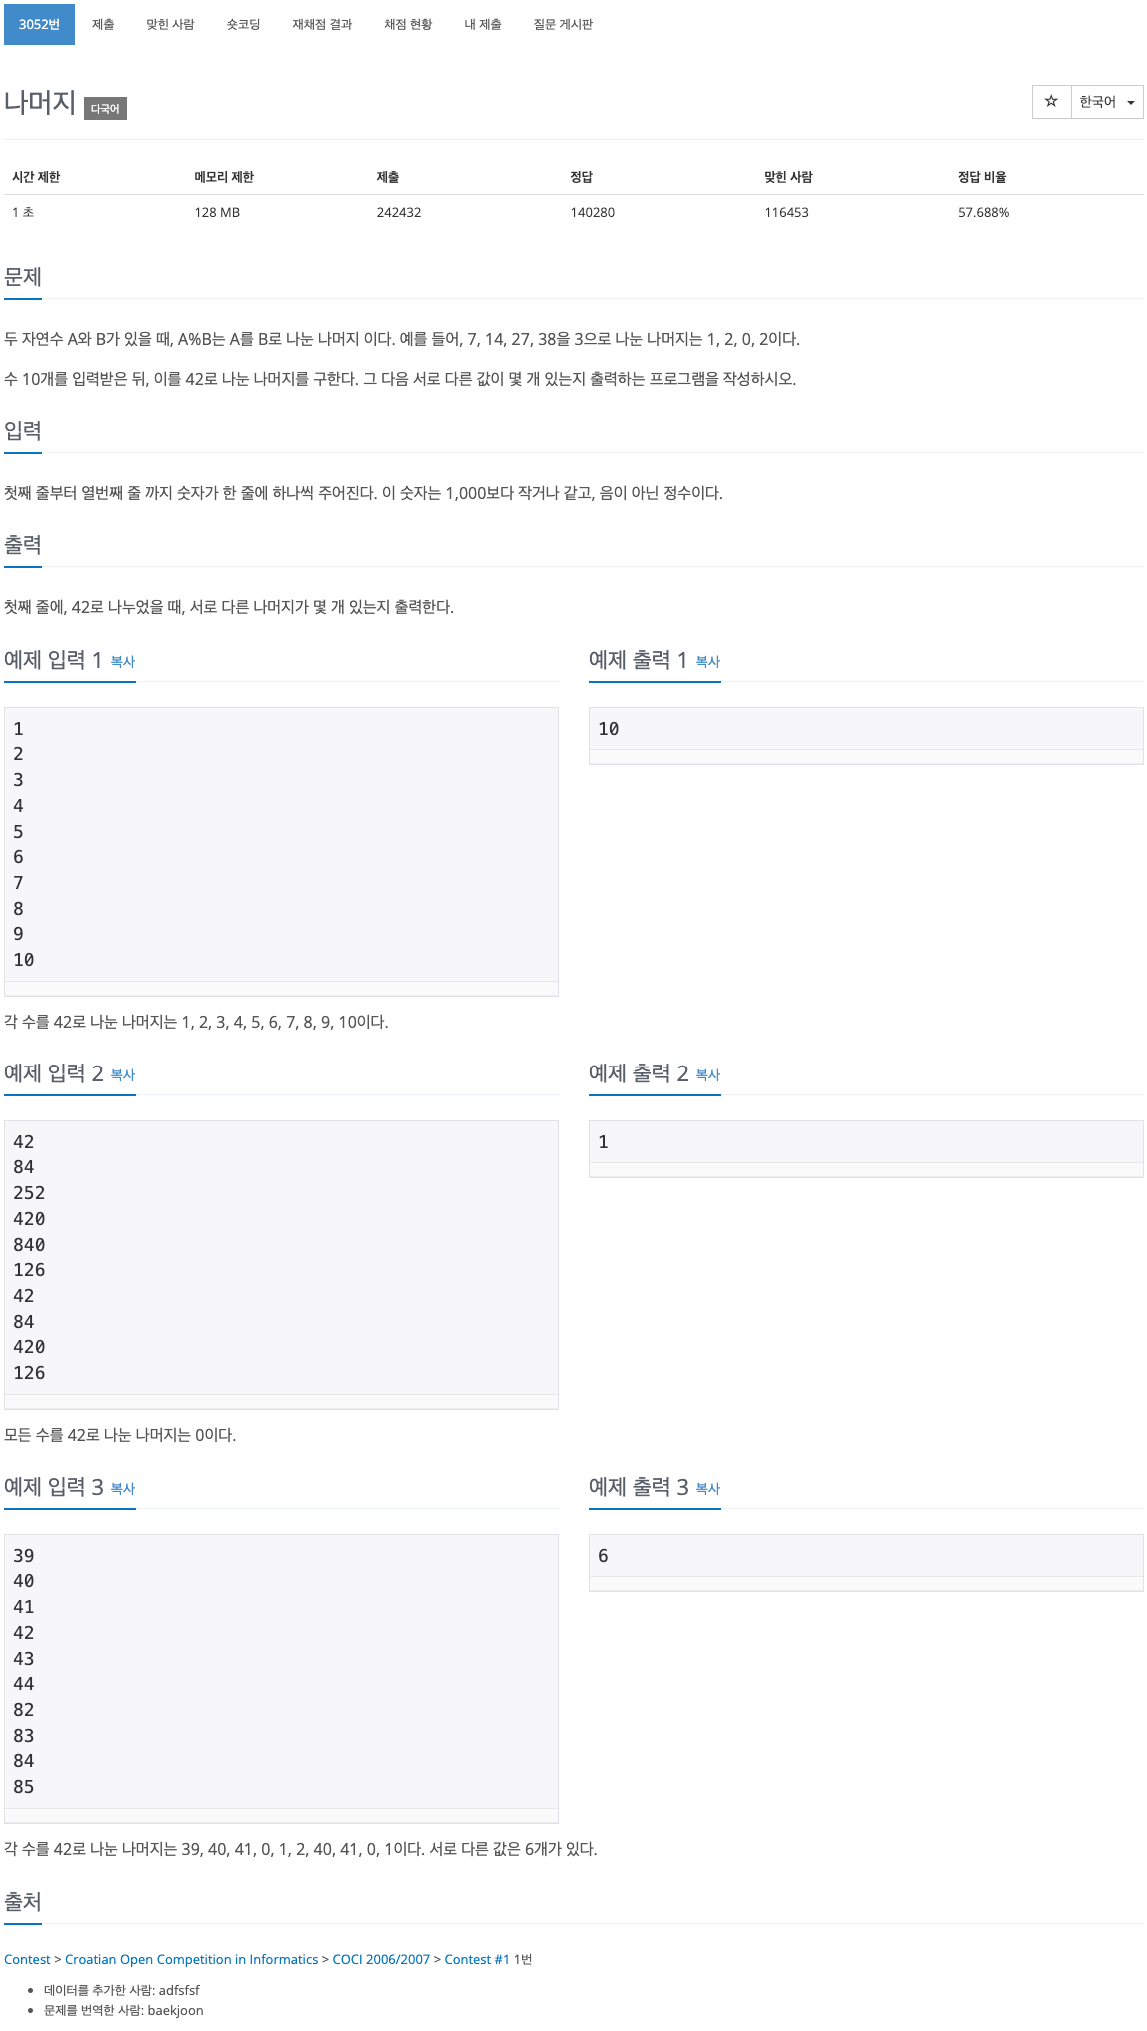 3052번 제출 맞힌 사람 숏코딩 재채점 결과 채점 현황 내 제출 질문 게시판
나머지 다국어
☆ 한국어
시간 제한 메모리 제한 제출 정답 맞힌 사람 정답 비율
1 초 128 MB 242432 140280 116453 57.688%
문제
두 자연수 A와 B가 있을 때, A%B는 A를 B로 나눈 나머지 이다. 예를 들어, 7, 14, 27, 38을 3으로 나눈 나머지는 1, 2, 0, 2이다.
수 10개를 입력받은 뒤, 이를 42로 나눈 나머지를 구한다. 그 다음 서로 다른 값이 몇 개 있는지 출력하는 프로그램을 작성하시오.
입력
첫째 줄부터 열번째 줄 까지 숫자가 한 줄에 하나씩 주어진다. 이 숫자는 1,000보다 작거나 같고, 음이 아닌 정수이다.
출력
첫째 줄에, 42로 나누었을 때, 서로 다른 나머지가 몇 개 있는지 출력한다.
예제 입력 1 복사
1
2
3
4
5
6
7
8
9
10
예제 출력 1 복사
10
각 수를 42로 나눈 나머지는 1, 2, 3, 4, 5, 6, 7, 8, 9, 10이다.
예제 입력 2 복사
42
84
252
420
840
126
42
84
420
126
예제 출력 2 복사
1
모든 수를 42로 나눈 나머지는 0이다.
예제 입력 3 복사
39
40
41
42
43
44
82
83
84
85
예제 출력 3 복사
6
각 수를 42로 나눈 나머지는 39, 40, 41, 0, 1, 2, 40, 41, 0, 1이다. 서로 다른 값은 6개가 있다.
출처
Contest > Croatian Open Competition in Informatics > COCI 2006/2007 > Contest #1 1번
• 데이터를 추가한 사람: adfsfsf
• 문제를 번역한 사람: baekjoon